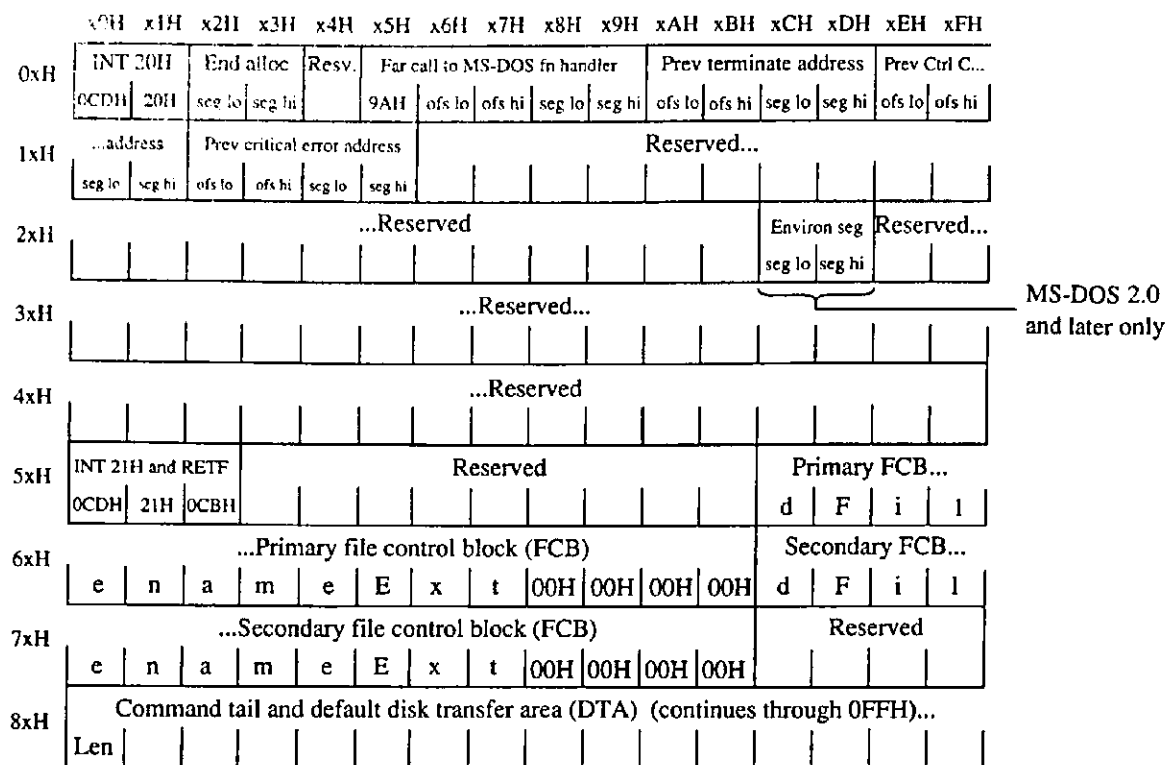 x0H x1H x2H x3H x4H x5H x6H x7H x8H x9H xAH xBH xCH xDH xEH xFH
0xH INT 20H End alloc Resv. Far call to MS-DOS fn handler Prev terminate address Prev Ctrl C...
0CDH 20H seg lo seg hi 9AH ofs lo ofs hi seg lo seg hi ofs lo ofs hi seg lo seg hi ofs lo ofs hi
1xH ...address Prev critical error address Reserved...
seg lo seg hi ofs lo ofs hi seg lo seg hi
2xH ...Reserved Environ seg Reserved...
seg lo seg hi
MS-DOS 2.0
and later only
3xH ...Reserved...
4xH ...Reserved
5xH INT 21H and RETF Reserved Primary FCB...
0CDH 21H 0CBH d F i l
6xH ...Primary file control block (FCB) Secondary FCB...
e n a m e E x t 00H 00H 00H 00H d F i l
7xH ...Secondary file control block (FCB) Reserved
e n a m e E x t 00H 00H 00H 00H
8xH Command tail and default disk transfer area (DTA) (continues through 0FFH)...
Len